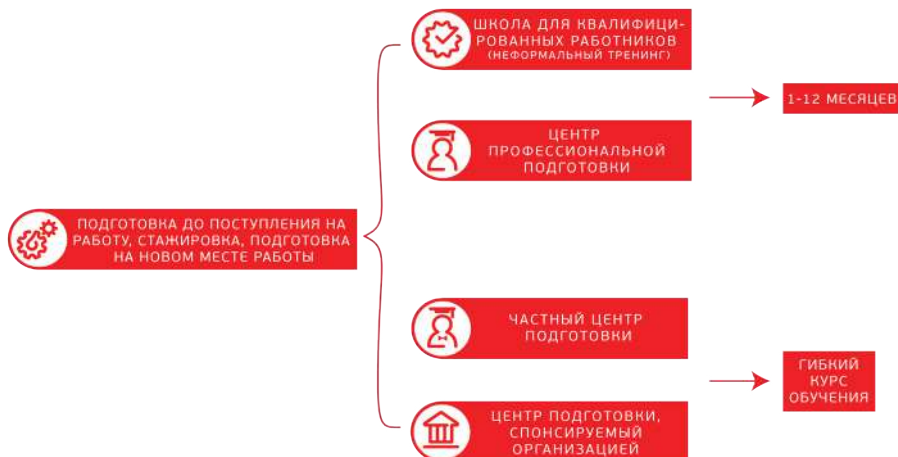 ШКОЛА ДЛЯ КВАЛИФИЦИ-
РОВАННЫХ РАБОТНИКОВ
(НЕФОРМАЛЬНЫЙ ТРЕНИНГ)
1-12 МЕСЯЦЕВ
ЦЕНТР
ПРОФЕССИОНАЛЬНОЙ
ПОДГОТОВКИ
ПОДГОТОВКА ДО ПОСТУПЛЕНИЯ НА
РАБОТУ, СТАЖИРОВКА, ПОДГОТОВКА
НА НОВОМ МЕСТЕ РАБОТЫ
ЧАСТНЫЙ ЦЕНТР
ПОДГОТОВКИ
ГИБКИЙ
КУРС
ОБУЧЕНИЯ
ЦЕНТР ПОДГОТОВКИ,
СПОНСИРУЕМЫЙ
ОРГАНИЗАЦИЕЙ